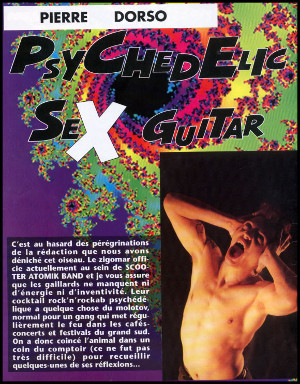 PIERRE DORSO
PSYCHEDELIC
SEX GUITAR
C'est au hasard des pérégrinations
de la rédaction que nous avons
déniché cet oiseau. Le zigomar offi-
cie actuellement au sein de SCOO-
TER ATOMIK BAND et je vous assure
que les gaillards ne manquent ni
d'énergie ni d'inventivité. Leur
cocktail rock'n'rockab psychédé-
lique a quelque chose du molotov,
normal pour un gang qui met régu-
lièrement le feu dans les cafés-
concerts et festivals du grand sud.
On a donc coincé l'animal dans un
coin du comptoir (ce ne fut pas
très difficile) pour recueillir
quelques-unes de ses réflexions...